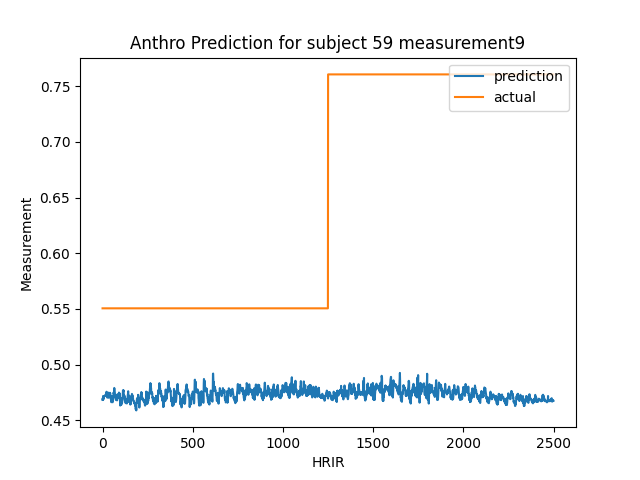 Anthro Prediction for subject 59 measurement9
prediction
actual
Measurement
0.75
0.70
0.65
0.60
0.55
0.50
0.45
0 500 1000 1500 2000 2500
HRIR